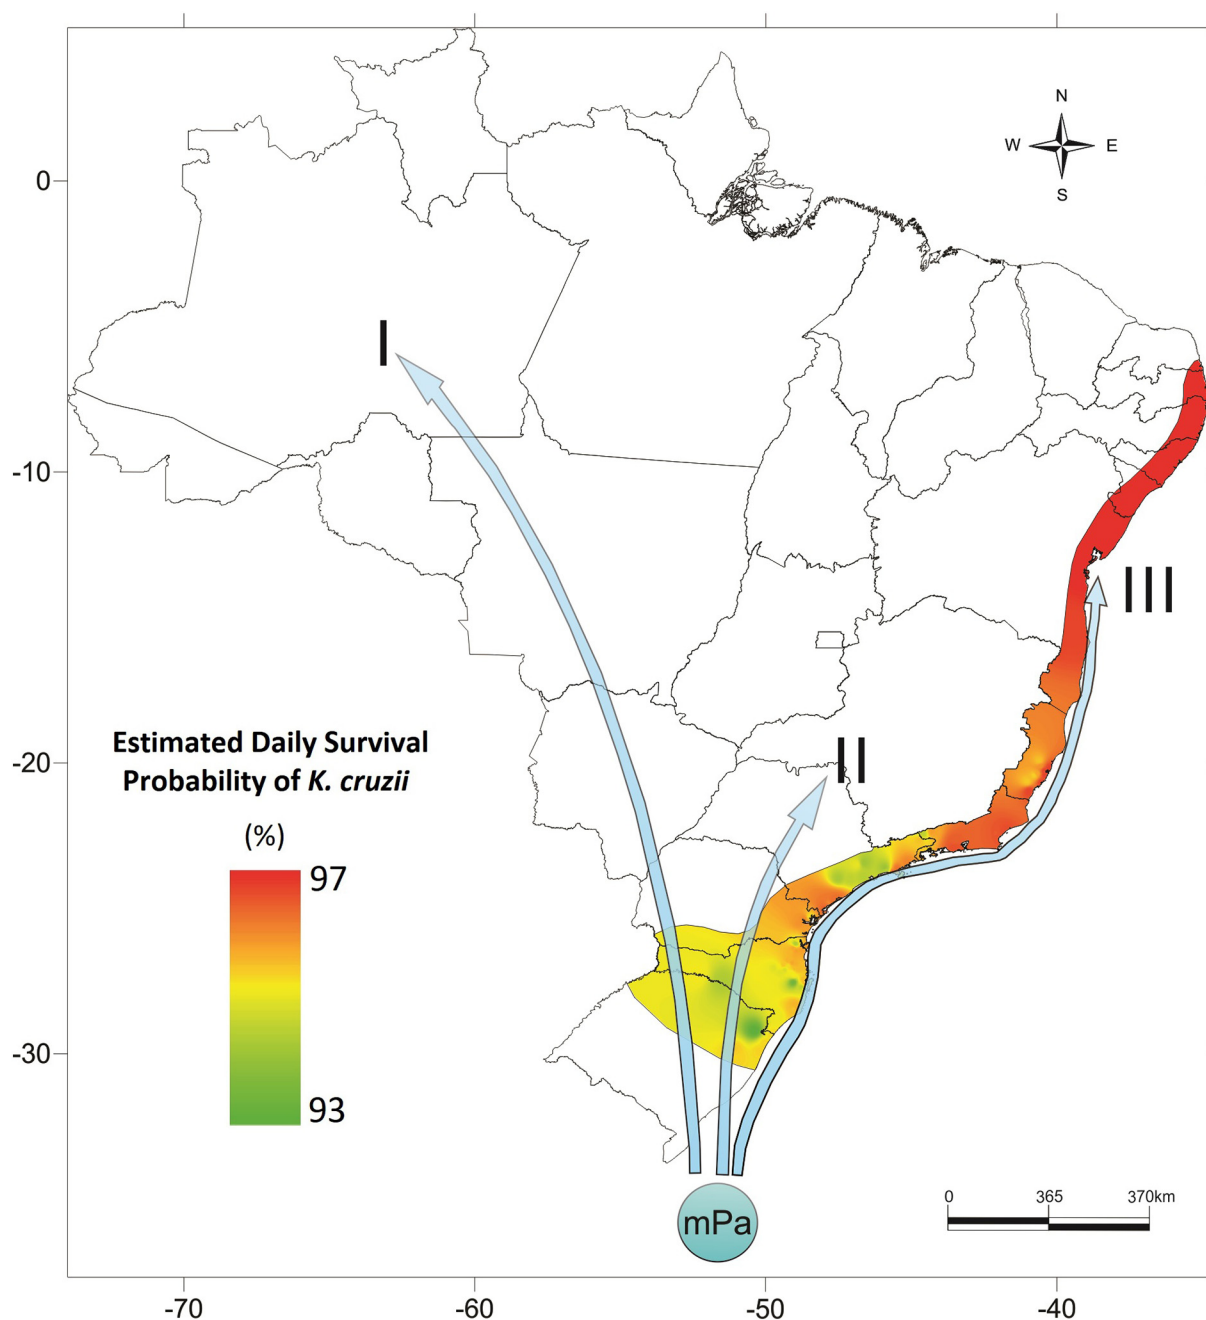 N
W E
S
0
I
-10
III
Estimated Daily Survival
Probability of K. cruzii
(%)
97
93
II
-20
-30
mPa
0 365 370km
-70 -60 -50 -40